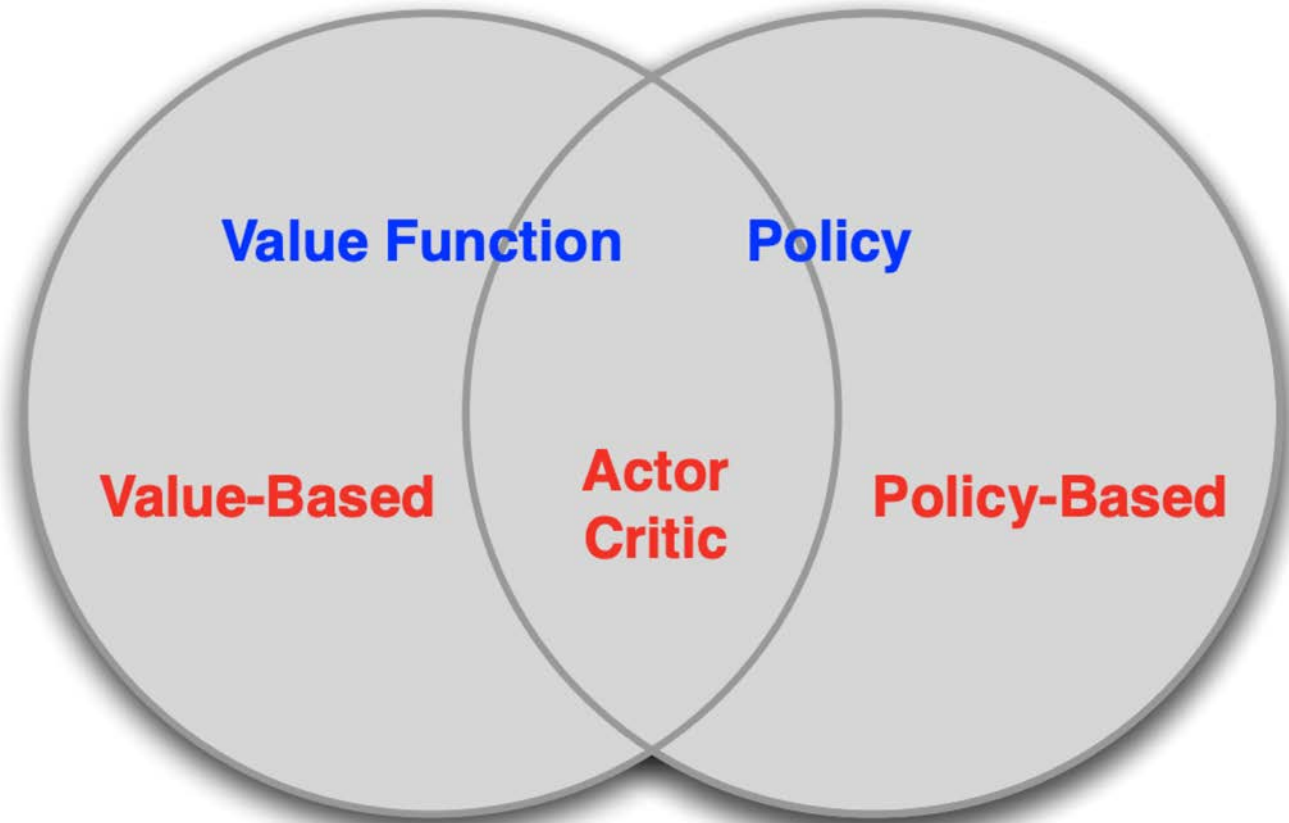 Value Function
Policy
Value-Based
Actor
Critic
Policy-Based